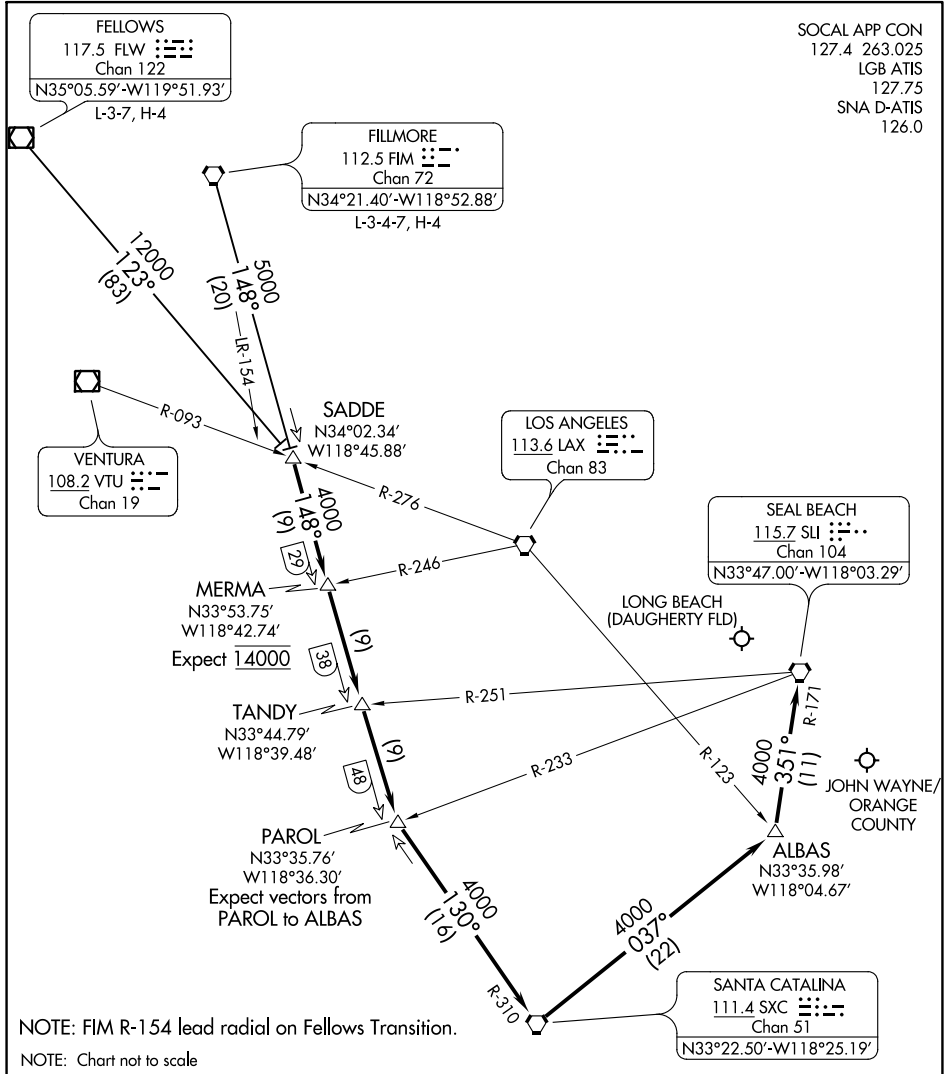 FELLOWS
117.5 FLW
Chan 122
N35°05.59’-W119°51.93’
L-3-7, H-4
SOCAL APP CON
127.4 263.025
LGB ATIS
127.75
SNA D-ATIS
126.0
FILLMORE
112.5 FIM
Chan 72
N34°21.40’-W118°52.88’
L-3-4-7, H-4
12000
123°
(83)
5000
148°
(20)
LR-154
R-093
VENTURA
108.2 VTU
Chan 19
SADDE
N34°02.34’
W118°45.88’
LOS ANGELES
113.6 LAX
Chan 83
R-276
4000
148°
(9)
R-246
29
MERMA
N33°53.75’
W118°42.74’
Expect 14000
SEAL BEACH
115.7 SLI
Chan 104
N33°47.00’-W118°03.29’
LONG BEACH
(DAUGHERTY FLD)
(9)
38
R-251
TANDY
N33°44.79’
W118°39.48’
(9)
R-233
R-123
R-171
4000
351°
(11)
JOHN WAYNE/
ORANGE
COUNTY
48
PAROL
N33°35.76’
W118°36.30’
Expect vectors from
PAROL to ALBAS
ALBAS
N33°35.98’
W118°04.67’
4000
130°
(16)
4000
037°
(22)
R-310
SANTA CATALINA
111.4 SXC
Chan 51
N33°22.50’-W118°25.19’
NOTE: FIM R-154 lead radial on Fellows Transition.
NOTE: Chart not to scale